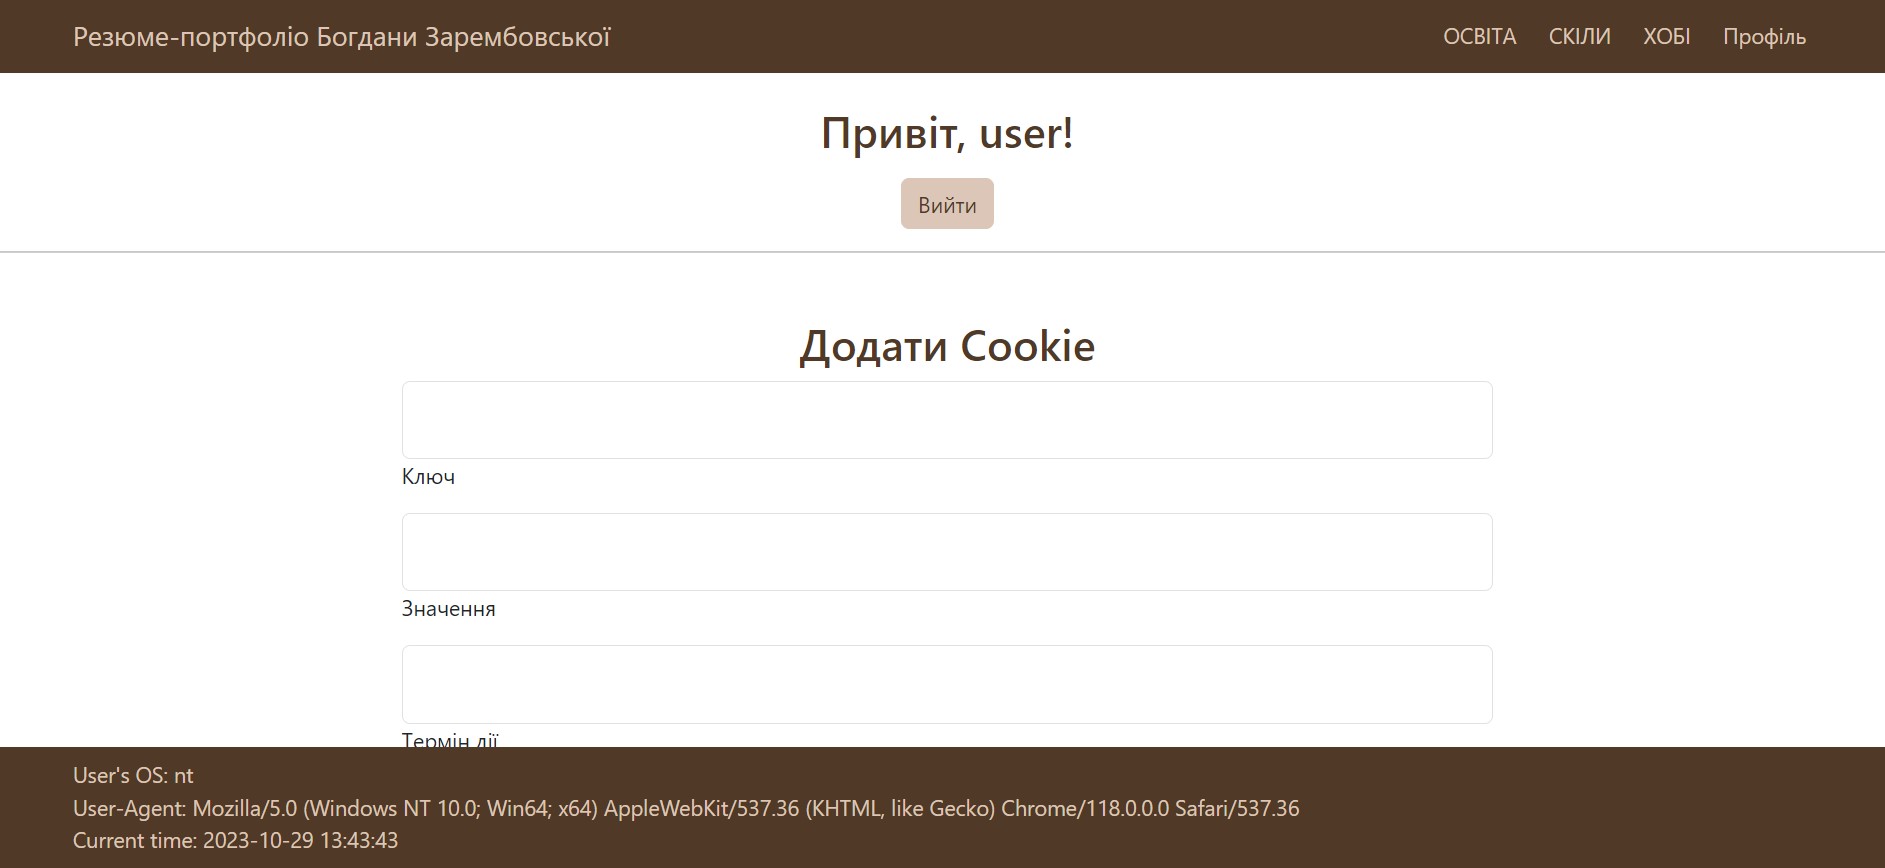 Резюме-портфоліо Богдани Зарембовської
ОСВІТА СКІЛИ ХОБІ Профіль
Привіт, user!
Вийти
Додати Cookie
Ключ
Значення
Термін дії
User's OS: nt
User-Agent: Mozilla/5.0 (Windows NT 10.0; Win64; x64) AppleWebKit/537.36 (KHTML, like Gecko) Chrome/118.0.0.0 Safari/537.36
Current time: 2023-10-29 13:43:43